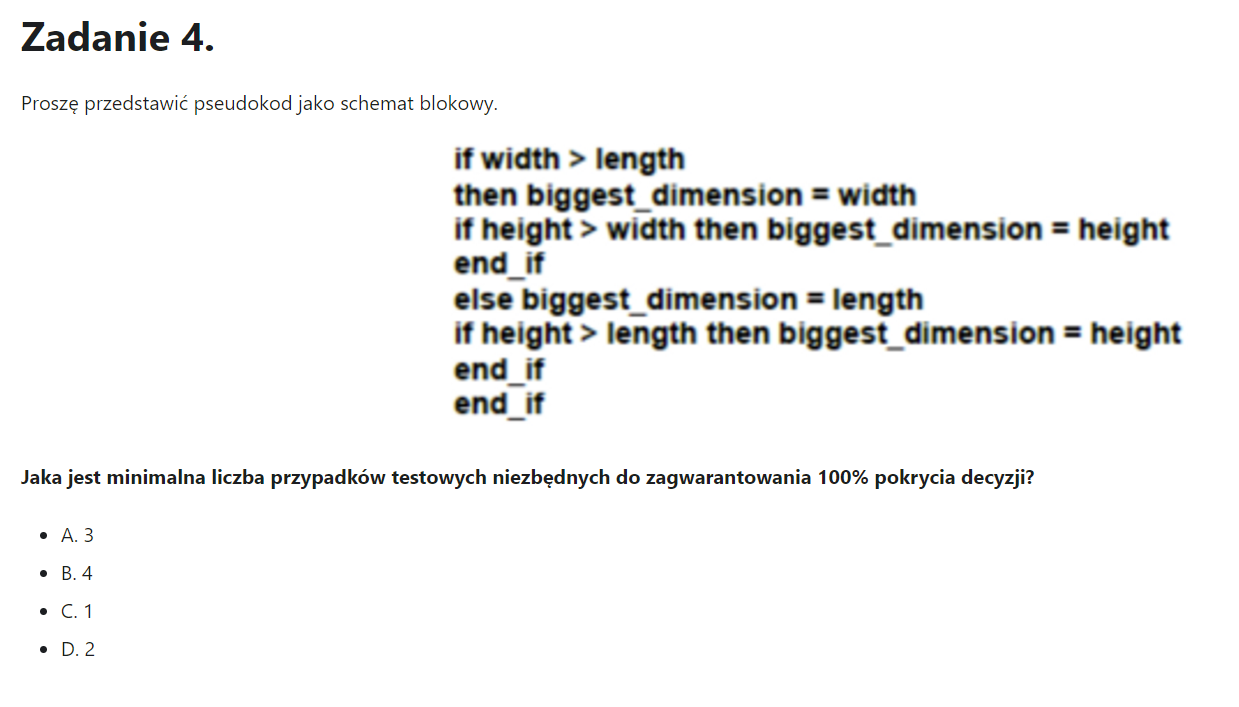 Zadanie 4.
Proszę przedstawić pseudokod jako schemat blokowy.
if width > length
then biggest_dimension = width
if height > width then biggest_dimension = height
end_if
else biggest_dimension = length
if height > length then biggest_dimension = height
end_if
end_if
Jaka jest minimalna liczba przypadków testowych niezbędnych do zagwarantowania 100% pokrycia decyzji?
• A. 3
• B. 4
• C. 1
• D. 2